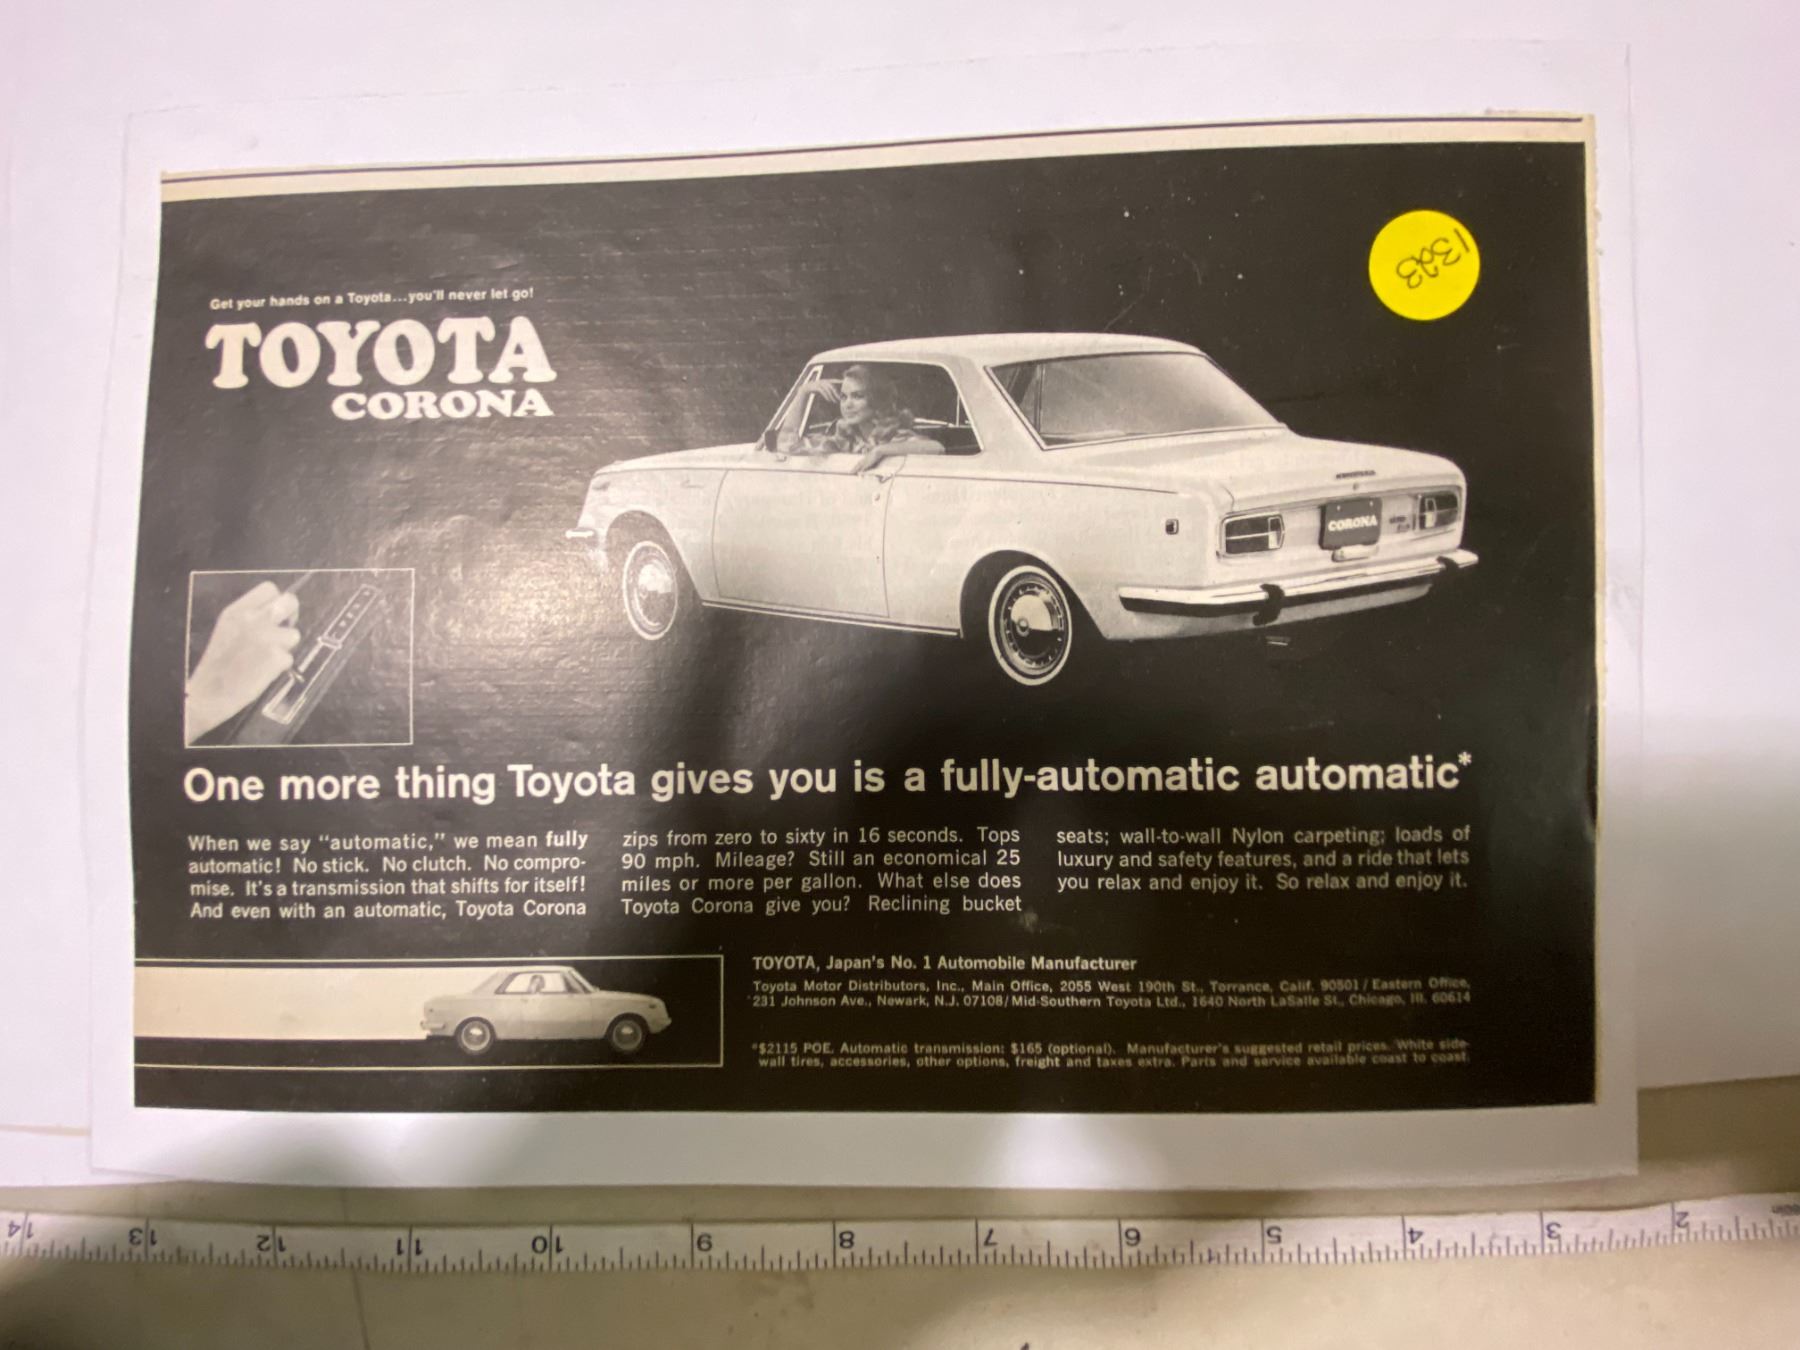 1323
Get your hands on a Toyota...you'll never let go!
TOYOTA
CORONA
CORONA
One more thing Toyota gives you is a fully-automatic automatic*
When we say "automatic," we mean fully
automatic! No stick. No clutch. No compro-
mise. It's a transmission that shifts for itself!
And even with an automatic, Toyota Corona
zips from zero to sixty in 16 seconds. Tops
90 mph. Mileage? Still an economical 25
miles or more per gallon. What else does
Toyota Corona give you? Reclining bucket
seats; wall-to-wall Nylon carpeting; loads of
luxury and safety features, and a ride that lets
you relax and enjoy it. So relax and enjoy it.
TOYOTA, Japan's No. 1 Automobile Manufacturer
Toyota Motor Distributors, Inc., Main Office, 2055 West 190th St., Torrance, Calif. 90501 / Eastern Office,
231 Johnson Ave., Newark, N.J. 07108/ Mid-Southern Toyota Ltd., 1640 North LaSalle St., Chicago, Ill. 60614
*$2115 POE. Automatic transmission: $165 (optional). Manufacturer's suggested retail prices. White side-
wall tires, accessories, other options, freight and taxes extra. Parts and service available coast to coast.
14 13 12 11 10 9 8 7 6 5 4 3 2